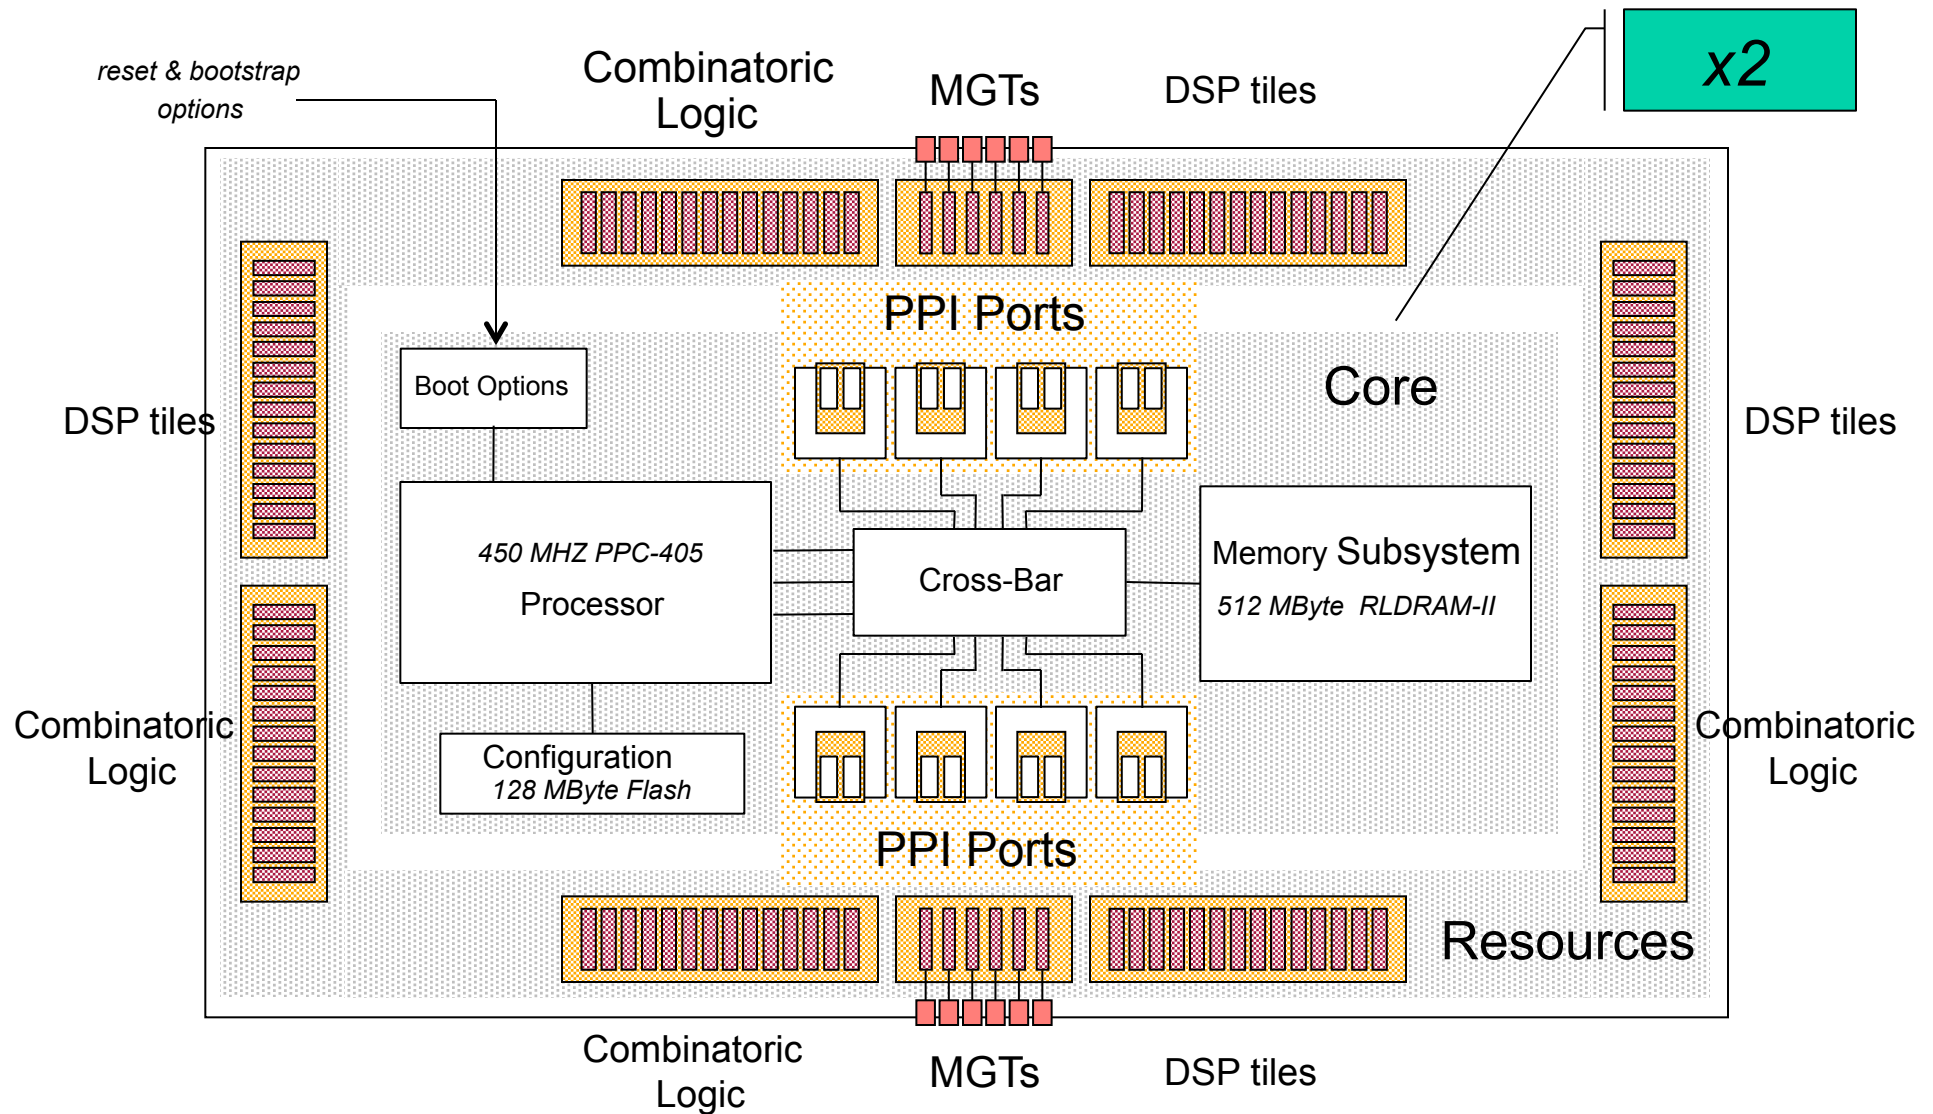 x2
reset & bootstrap
options
Combinatoric
Logic
MGTs
DSP tiles
PPI Ports
Boot Options
Core
DSP tiles
DSP tiles
450 MHZ PPC-405
Processor
Cross-Bar
Memory Subsystem
512 MByte RLDRAM-II
Combinatoric
Logic
Configuration
128 MByte Flash
Combinatoric
Logic
PPI Ports
Resources
Combinatoric
Logic
MGTs
DSP tiles